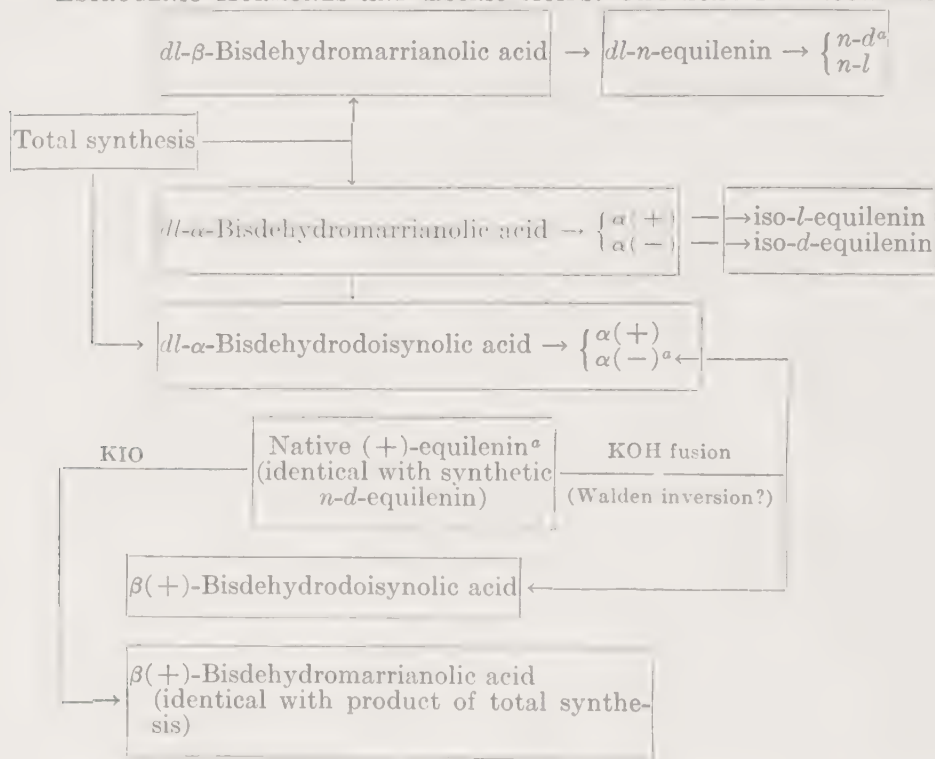 dl-β-Bisdehydromarrianolic acid → dl-n-equilenin → { n-dᵃ
n-l
Total synthesis
dl-α-Bisdehydromarrianolic acid → { α(+) → iso-l-equilenin
α(−) → iso-d-equilenin
dl-α-Bisdehydrodoisynolic acid → { α(+)
α(−)ᵃ ←
KIO Native (+)-equileninᵃ KOH fusion
(identical with synthetic
n-d-equilenin) (Walden inversion?)
β(+)-Bisdehydrodoisynolic acid ←
β(+)-Bisdehydromarrianolic acid
(identical with product of total synthe-
sis)